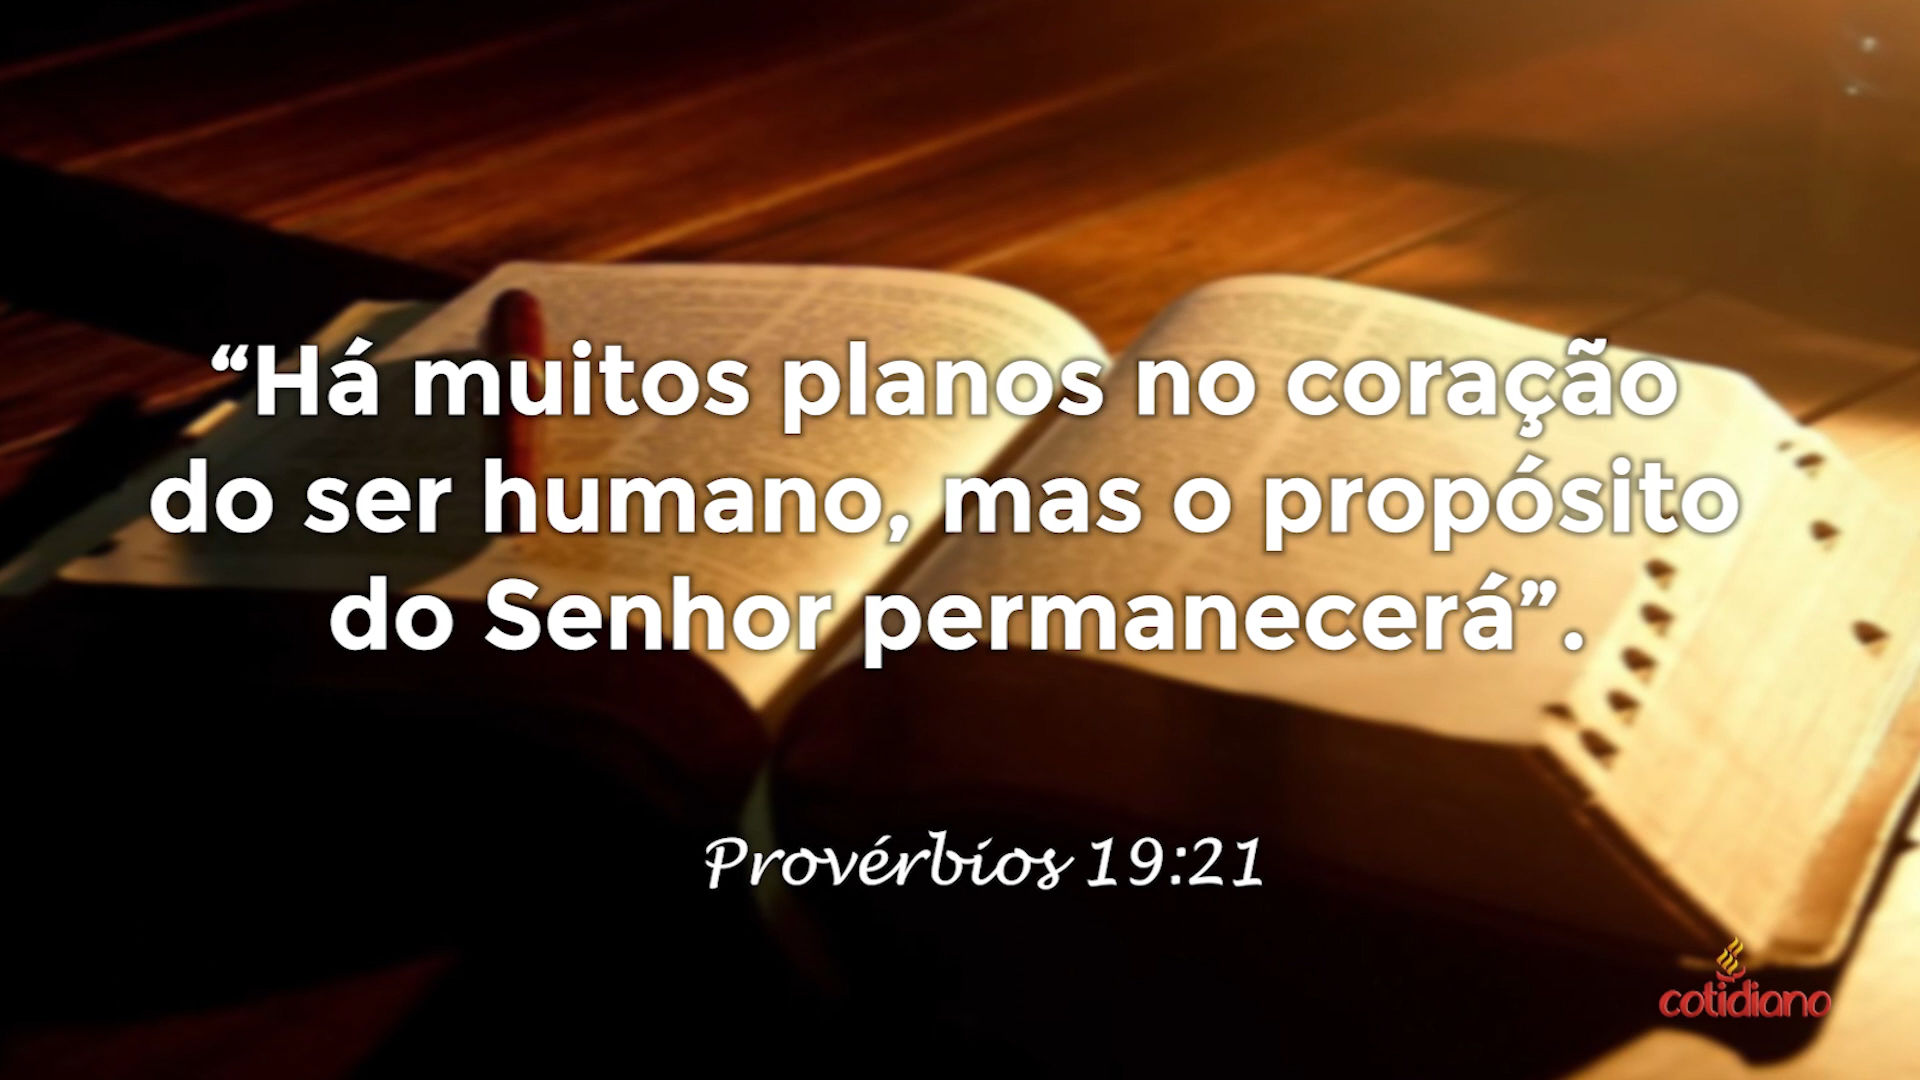 “Há muitos planos no coração
do ser humano, mas o propósito
do Senhor permanecerá”.
Provérbios 19:21
cotidiano